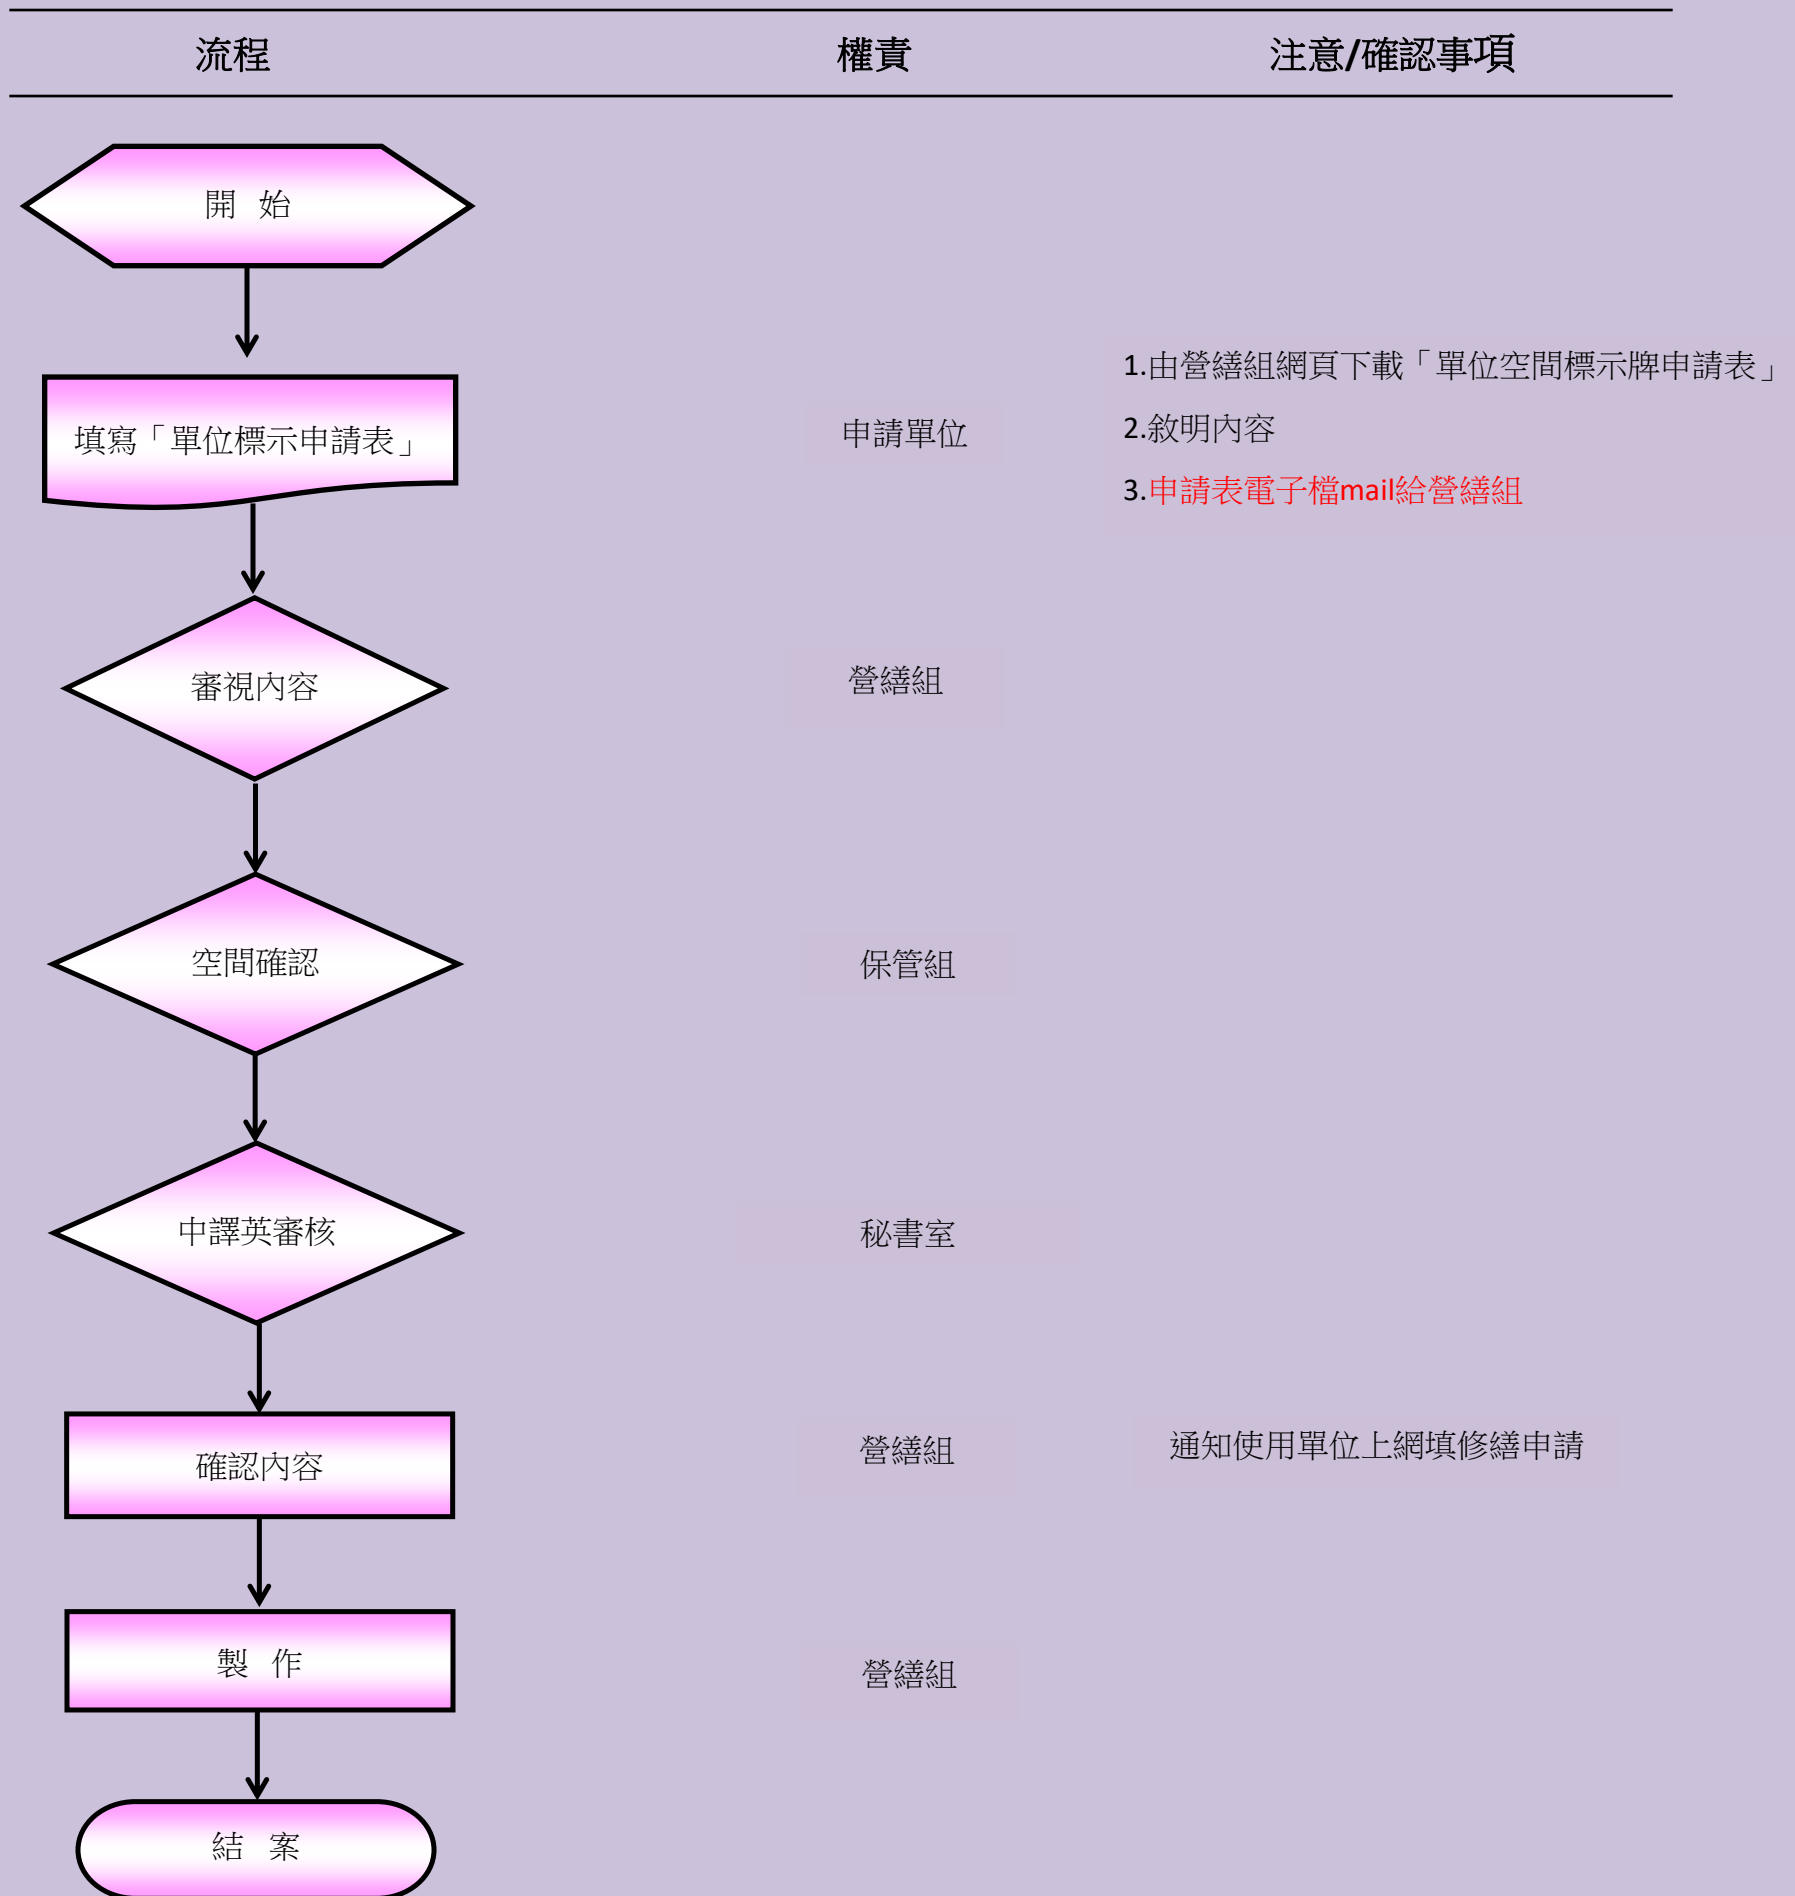 流程 權責 注意/確認事項
開 始
填寫「單位標示申請表」 申請單位
1.由營繕組網頁下載「單位空間標示牌申請表」
2.敘明內容
3.申請表電子檔mail給營繕組
審視內容 營繕組
空間確認 保管組
中譯英審核 秘書室
確認內容 營繕組 通知使用單位上網填修繕申請
製 作 營繕組
結 案